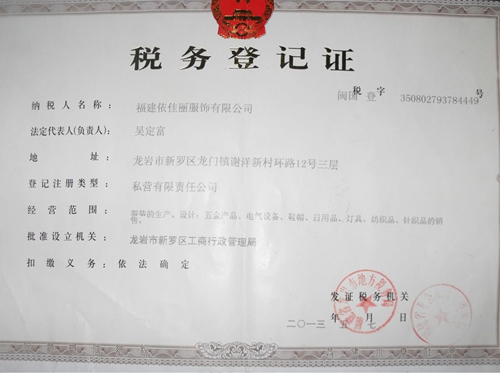 税务登记证
闽国 税 登 字 350802793784449 号
纳税人名称： 福建依佳丽服饰有限公司
法定代表人(负责人)： 吴定富
地 址： 龙岩市新罗区龙门镇谢洋新村环路12号三层
登记注册类型： 私营有限责任公司
经营范围： 服装的生产、设计；五金产品、电气设备、鞋帽、日用品、灯具、纺织品、针织品的销售。
批准设立机关： 龙岩市新罗区工商行政管理局
扣缴义务： 依法确定
发证税务机关
二〇一三 年 五 月 七 日